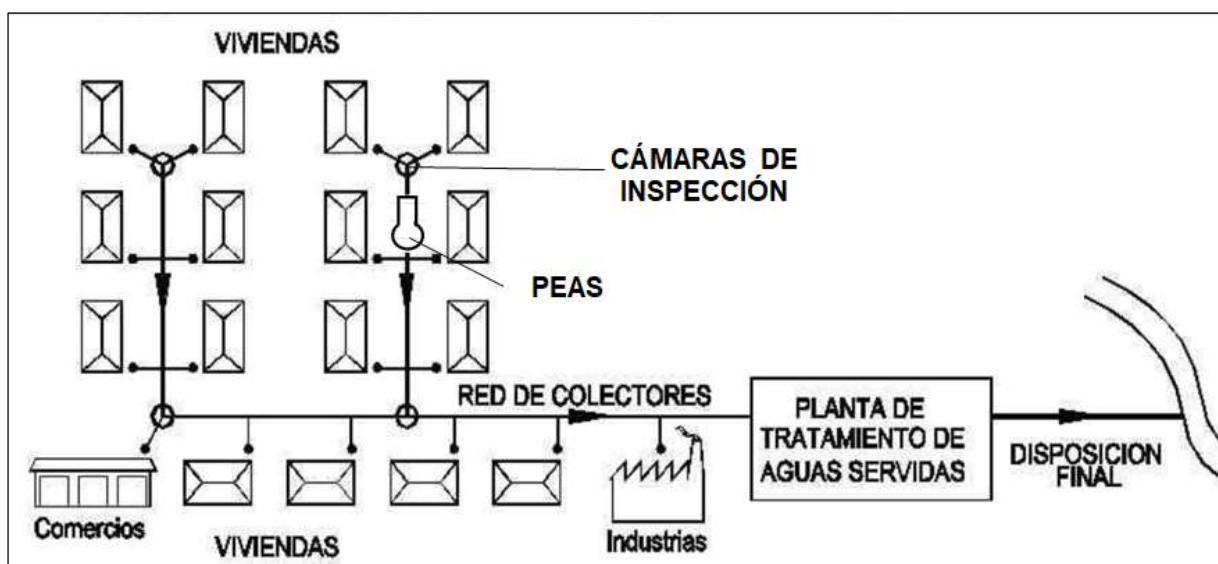 VIVIENDAS
CÁMARAS DE
INSPECCIÓN
PEAS
RED DE COLECTORES
PLANTA DE
TRATAMIENTO DE
AGUAS SERVIDAS
DISPOSICION
FINAL
Comercios
VIVIENDAS
Industrias